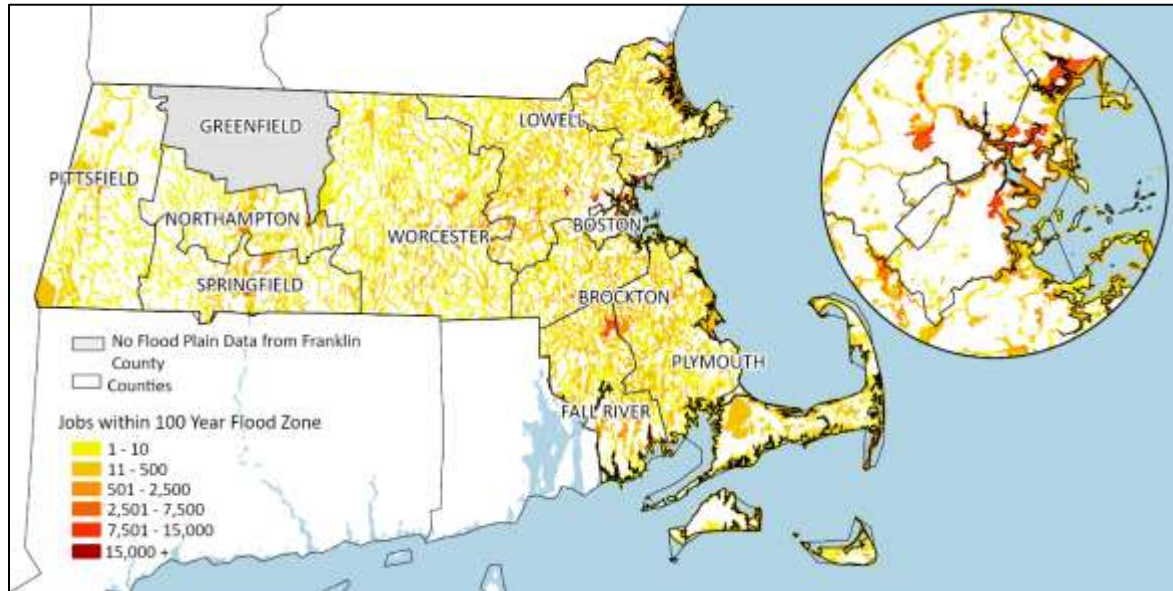 GREENFIELD
LOWELL
PITTSFIELD
NORTHAMPTON
WORCESTER
BOSTON
SPRINGFIELD
BROCKTON
PLYMOUTH
FALL RIVER
No Flood Plain Data from Franklin
County
Counties
Jobs within 100 Year Flood Zone
1 - 10
11 - 500
501 - 2,500
2,501 - 7,500
7,501 - 15,000
15,000 +